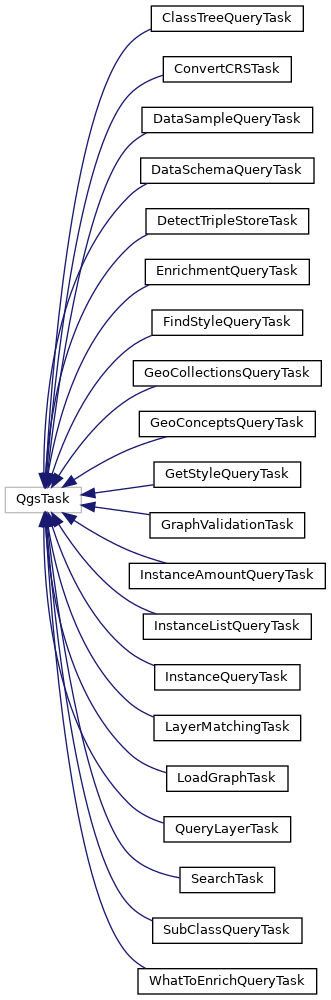 ClassTreeQueryTask
ConvertCRSTask
DataSampleQueryTask
DataSchemaQueryTask
DetectTripleStoreTask
EnrichmentQueryTask
FindStyleQueryTask
GeoCollectionsQueryTask
GeoConceptsQueryTask
GetStyleQueryTask
QgsTask
GraphValidationTask
InstanceAmountQueryTask
InstanceListQueryTask
InstanceQueryTask
LayerMatchingTask
LoadGraphTask
QueryLayerTask
SearchTask
SubClassQueryTask
WhatToEnrichQueryTask